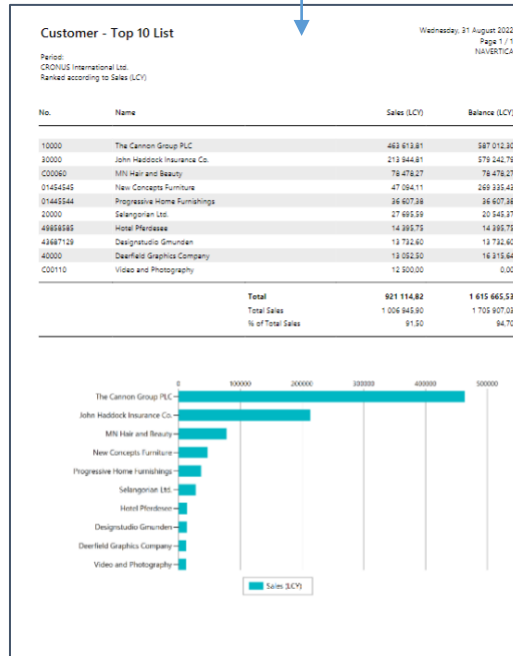 Customer - Top 10 List
Wednesday, 31 August 2022
Page 1 / 1
NAVERTICA
Period:
CRONUS International Ltd.
Ranked according to Sales (LCY)
No. Name Sales (LCY) Balance (LCY)
10000 The Cannon Group PLC 463 613,81 587 012,30
30000 John Haddock Insurance Co. 213 944,81 579 242,79
C00060 MN Hair and Beauty 78 478,27 78 478,27
01454545 New Concepts Furniture 47 094,11 269 335,43
01445544 Progressive Home Furnishings 36 607,38 36 607,38
20000 Selangorian Ltd. 27 695,59 20 545,37
49858585 Hotel Pferdesee 14 395,75 14 395,75
43687129 Designstudio Gmunden 13 732,60 13 732,60
40000 Deerfield Graphics Company 13 052,50 16 315,64
C00110 Video and Photography 12 500,00 0,00
Total 921 114,82 1 615 665,53
Total Sales 1 006 945,90 1 705 907,03
% of Total Sales 91,50 94,70
0 100000 200000 300000 400000 500000
The Cannon Group PLC
John Haddock Insurance Co.
MN Hair and Beauty
New Concepts Furniture
Progressive Home Furnishings
Selangorian Ltd.
Hotel Pferdesee
Designstudio Gmunden
Deerfield Graphics Company
Video and Photography
Sales (LCY)